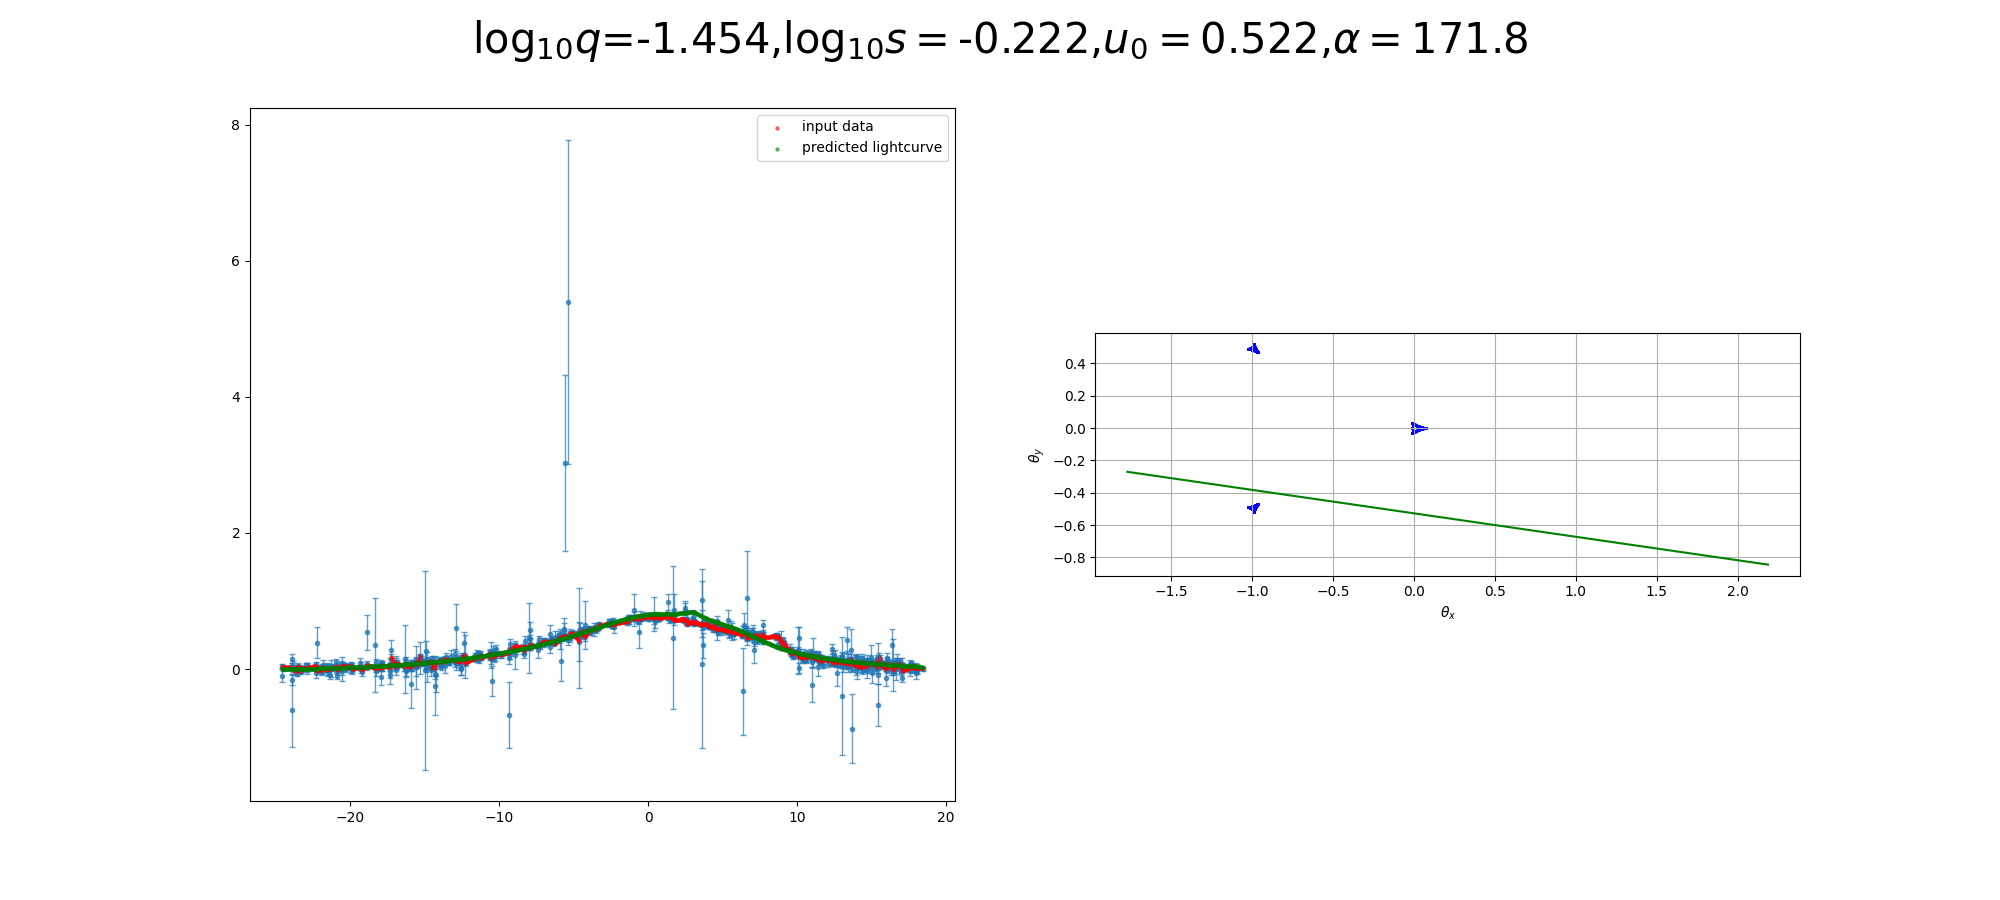 log₁₀q=-1.454,log₁₀s = -0.222,u₀ = 0.522,α = 171.8
input data
predicted lightcurve
8
6
4
2
0
−20 −10 0 10 20
θy
0.4
0.2
0.0
−0.2
−0.4
−0.6
−0.8
−1.5 −1.0 −0.5 0.0 0.5 1.0 1.5 2.0
θx